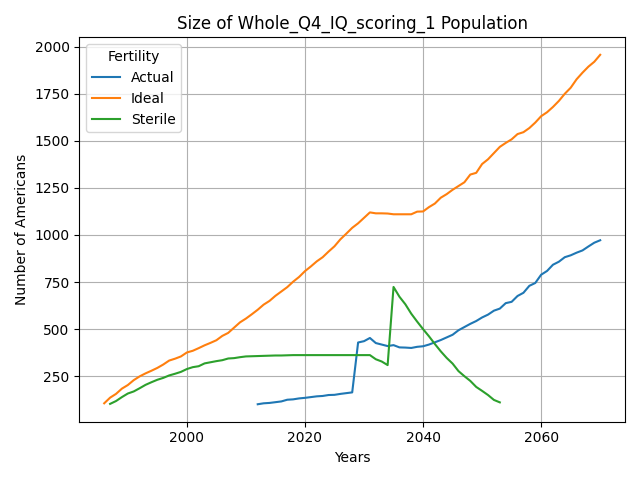 Size of Whole_Q4_IQ_scoring_1 Population
Fertility
Actual
Ideal
Sterile
Number of Americans
2000
1750
1500
1250
1000
750
500
250
2000
2020
2040
2060
Years